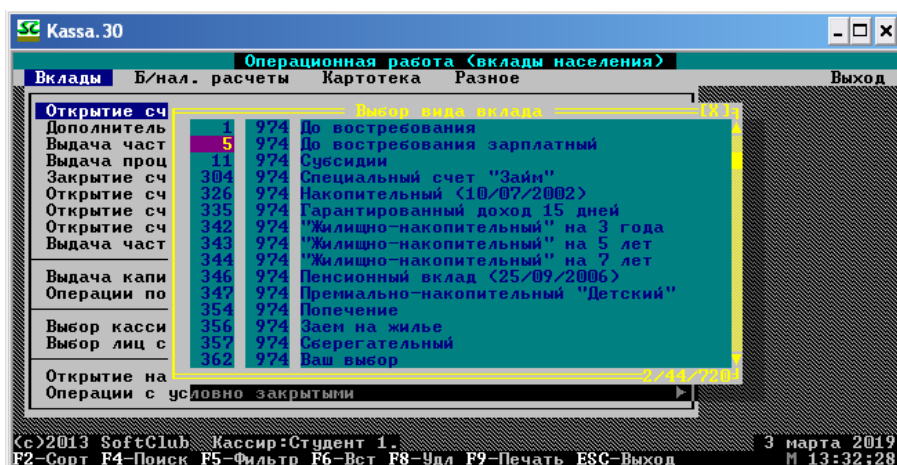 Kassa.30
Операционная работа (вклады населения)
Вклады Б/нал. расчеты Картотека Разное Выход
Открытие сч
Дополнитель
Выдача част
Выдача проц
Закрытие сч
Открытие сч
Открытие сч
Открытие сч
Выдача част
Выдача капи
Операции по
Выбор касси
Выбор лиц с
Открытие на
Операции с условно закрытыми
Выбор вида вклада [X]
1 974 До востребования
5 974 До востребования зарплатный
11 974 Субсидии
304 974 Специальный счет "Займ"
326 974 Накопительный (10/07/2002)
335 974 Гарантированный доход 15 дней
342 974 "Жилищно-накопительный" на 3 года
343 974 "Жилищно-накопительный" на 5 лет
344 974 "Жилищно-накопительный" на 7 лет
346 974 Пенсионный вклад (25/09/2006)
347 974 Премиально-накопительный "Детский"
354 974 Попечение
356 974 Заем на жилье
357 974 Сберегательный
362 974 Ваш выбор
2/44/720
(c)2013 SoftClub Кассир:Студент 1. 3 марта 2019
F2-Сорт F4-Поиск F5-Фильтр F6-Вст F8-Удл F9-Печать ESC-Выход М 13:32:28